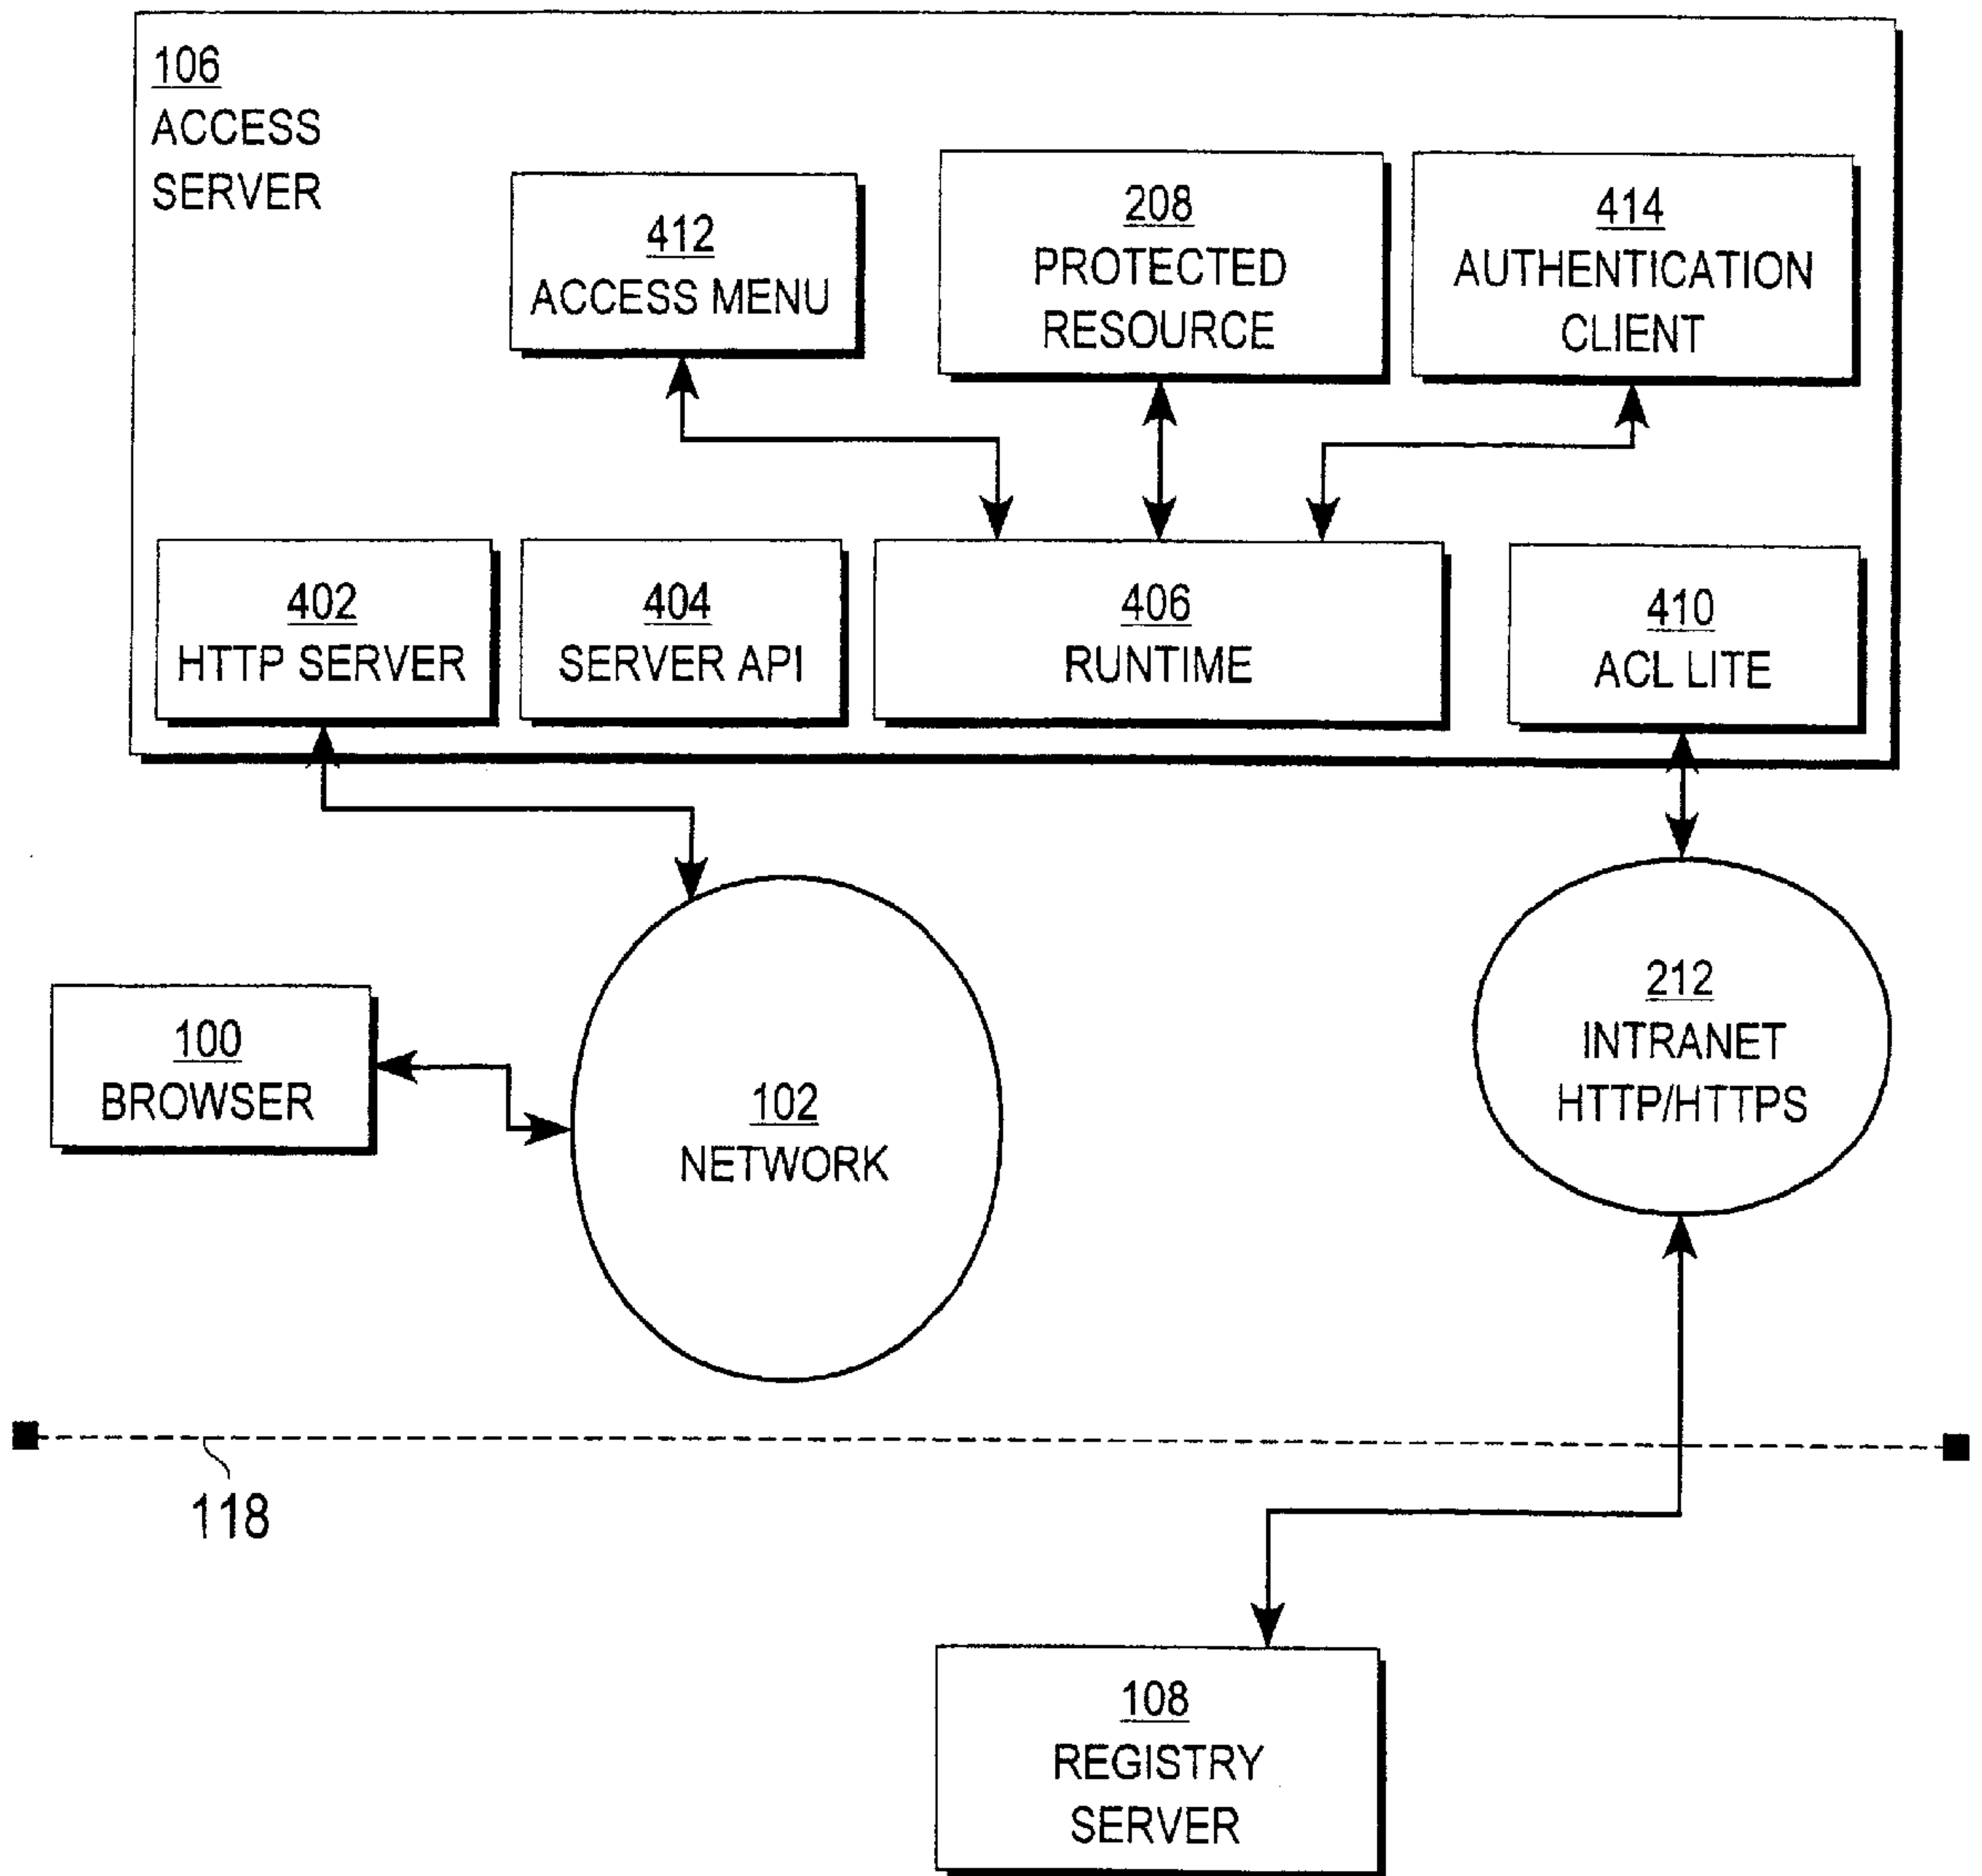 106
ACCESS
SERVER
412
ACCESS MENU
208
PROTECTED
RESOURCE
414
AUTHENTICATION
CLIENT
402
HTTP SERVER
404
SERVER API
406
RUNTIME
410
ACL LITE
100
BROWSER
102
NETWORK
212
INTRANET
HTTP/HTTPS
118
108
REGISTRY
SERVER